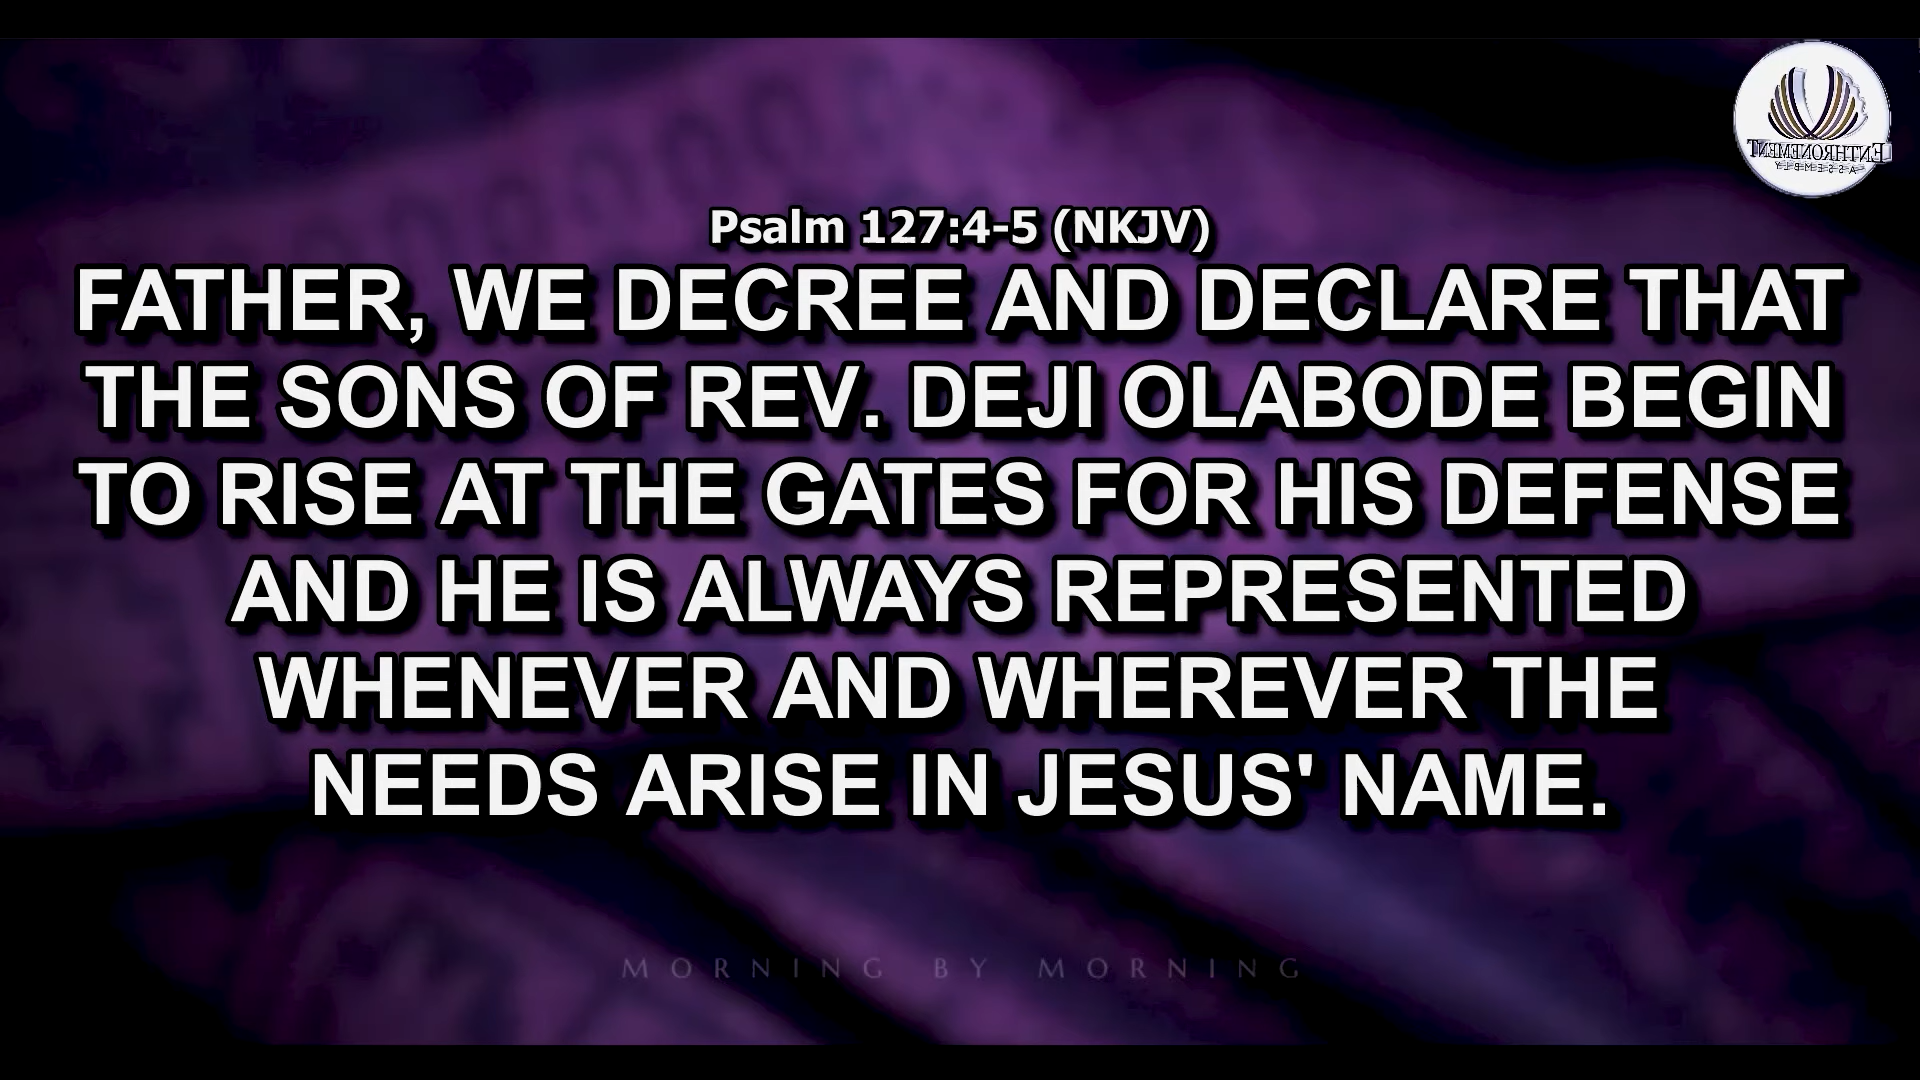 ENTHRONEMENT
ASSEMBLY
Psalm 127:4-5 (NKJV)
FATHER, WE DECREE AND DECLARE THAT
THE SONS OF REV. DEJI OLABODE BEGIN
TO RISE AT THE GATES FOR HIS DEFENSE
AND HE IS ALWAYS REPRESENTED
WHENEVER AND WHEREVER THE
NEEDS ARISE IN JESUS' NAME.
MORNING BY MORNING